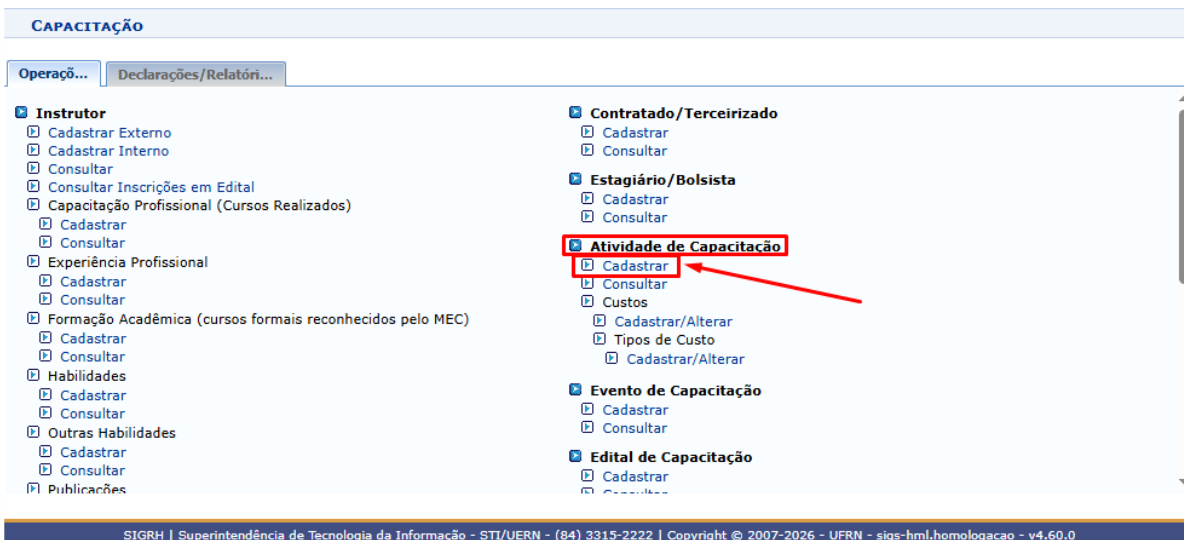 CAPACITAÇÃO
Operaçõ...
Declarações/Relatóri...
Instrutor
Cadastrar Externo
Cadastrar Interno
Consultar
Consultar Inscrições em Edital
Capacitação Profissional (Cursos Realizados)
Cadastrar
Consultar
Experiência Profissional
Cadastrar
Consultar
Formação Acadêmica (cursos formais reconhecidos pelo MEC)
Cadastrar
Consultar
Habilidades
Cadastrar
Consultar
Outras Habilidades
Cadastrar
Consultar
Publicações
Contratado/Terceirizado
Cadastrar
Consultar
Estagiário/Bolsista
Cadastrar
Consultar
Atividade de Capacitação
Cadastrar
Consultar
Custos
Cadastrar/Alterar
Tipos de Custo
Cadastrar/Alterar
Evento de Capacitação
Cadastrar
Consultar
Edital de Capacitação
Cadastrar
Consultar
SIGRH | Superintendência de Tecnologia da Informação - STI/UERN - (84) 3315-2222 | Copyright © 2007-2026 - UFRN - sigs-hml.homologacao - v4.60.0